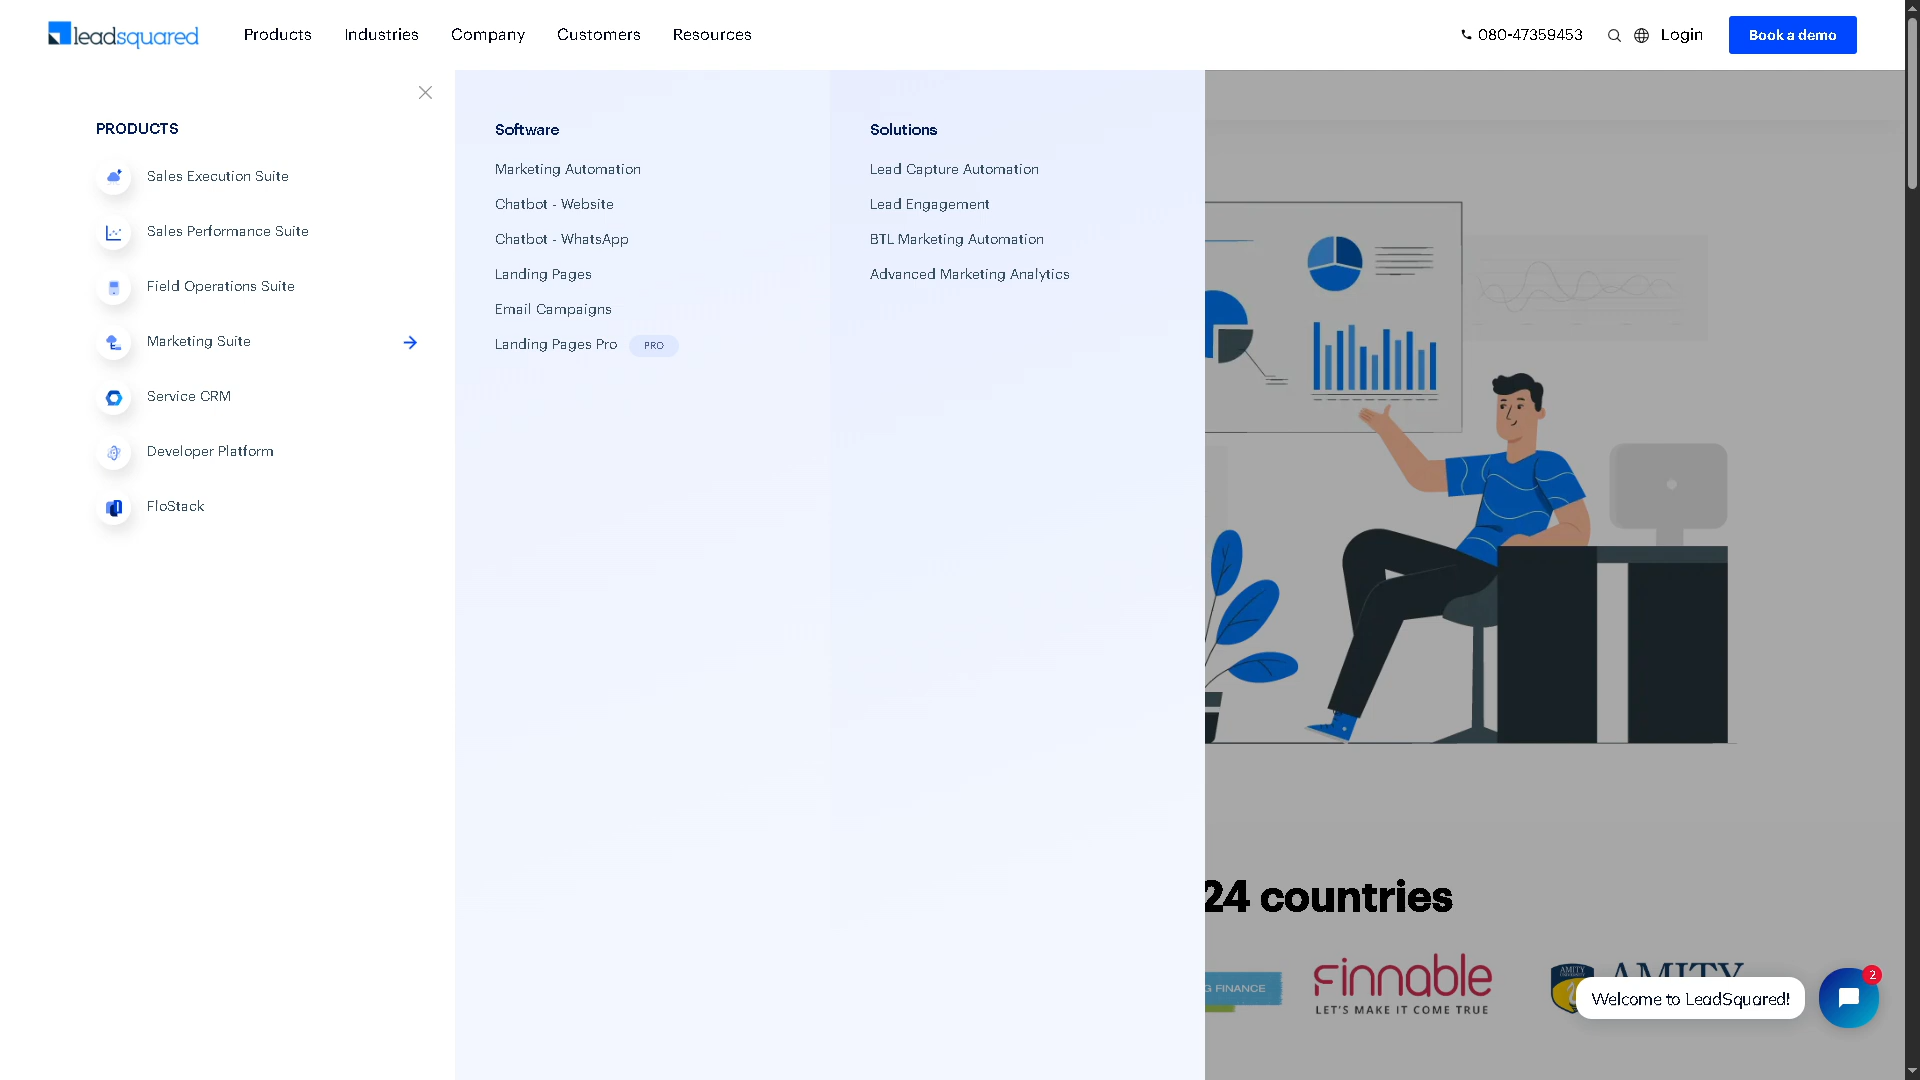 leadsquared
Products
Industries
Company
Customers
Resources
080-47359453
Login
Book a demo
PRODUCTS
Sales Execution Suite
Sales Performance Suite
Field Operations Suite
Marketing Suite
Service CRM
Developer Platform
FloStack
Software
Marketing Automation
Chatbot - Website
Chatbot - WhatsApp
Landing Pages
Email Campaigns
Landing Pages Pro PRO
Solutions
Lead Capture Automation
Lead Engagement
BTL Marketing Automation
Advanced Marketing Analytics
24 countries
G FINANCE
Finnable
LET'S MAKE IT COME TRUE
AMITY
UNIVERSITY
AMITY
Welcome to LeadSquared!
2